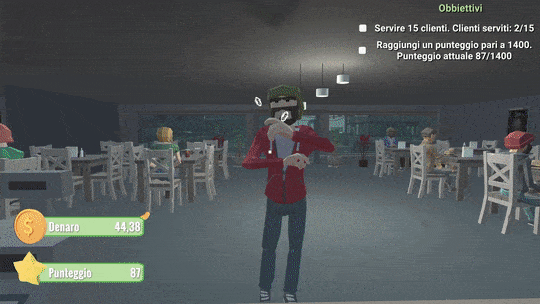 Obbiettivi
Servire 15 clienti. Clienti serviti: 2/15
Raggiungi un punteggio pari a 1400.
Punteggio attuale 87/1400
Denaro 44,38
Punteggio 87